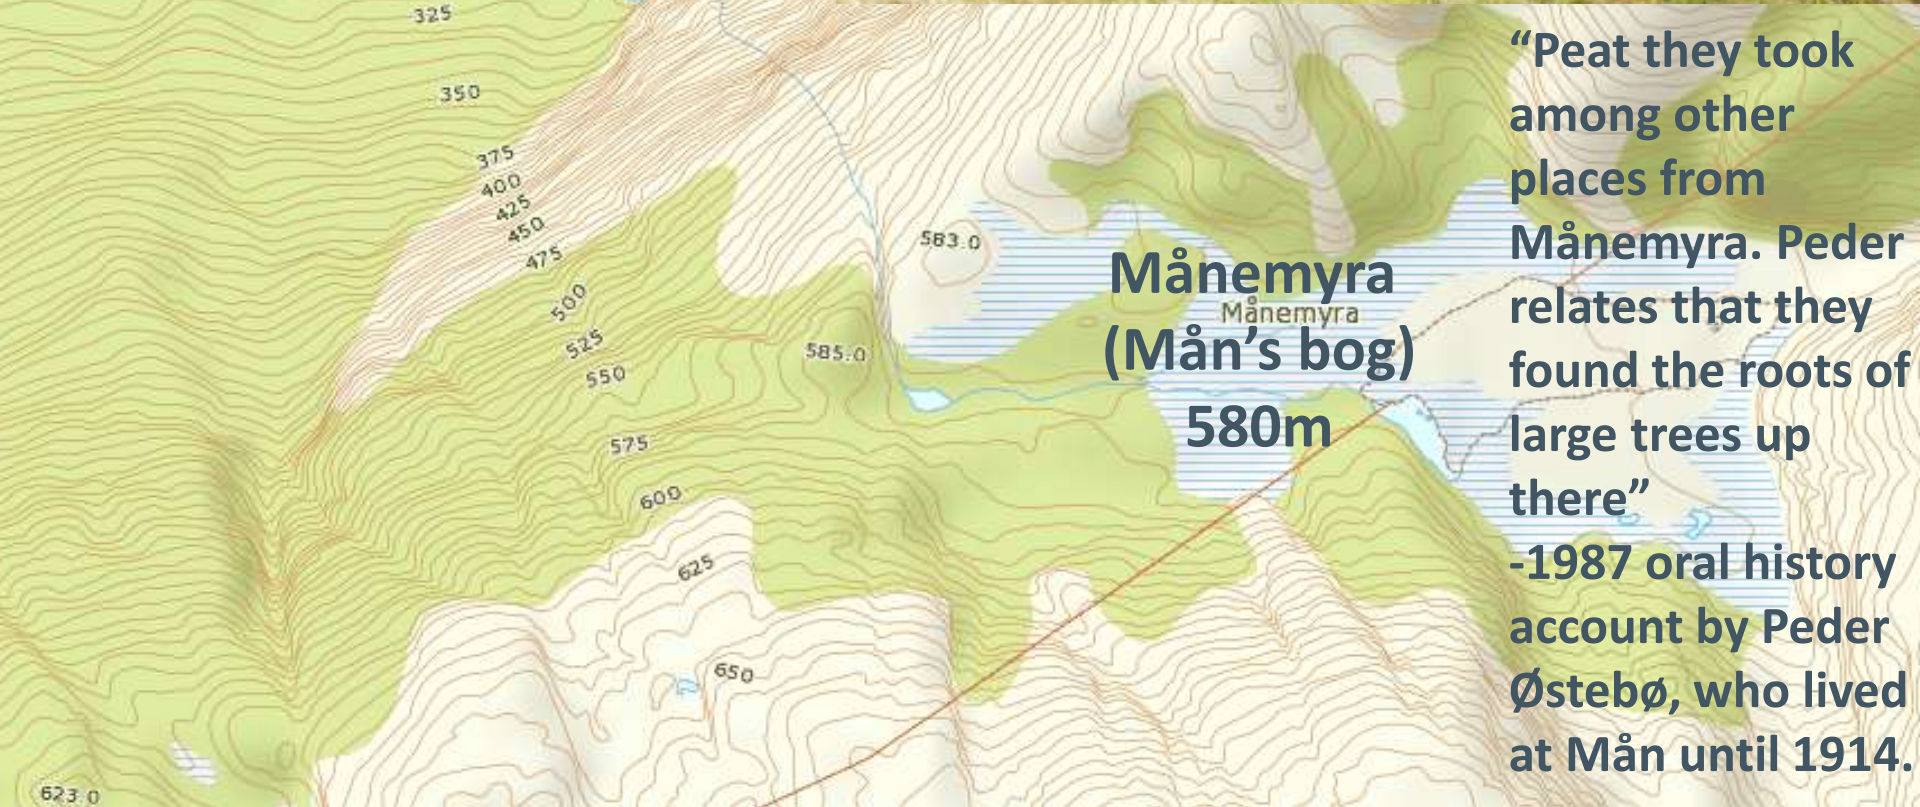 325
350
375
400
425
450
475
500
525
550
575
600
625
650
623.0
585.0
583.0
Månemyra
Månemyra
(Mån’s bog)
580m
“Peat they took
among other
places from
Månemyra. Peder
relates that they
found the roots of
large trees up
there”
-1987 oral history
account by Peder
Østebø, who lived
at Mån until 1914.